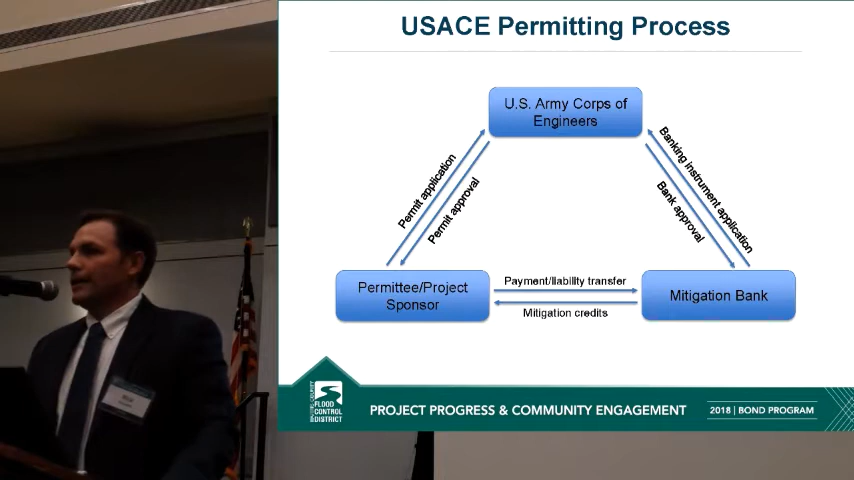 USACE Permitting Process
U.S. Army Corps of
Engineers
Permit application
Permit approval
Banking instrument application
Bank approval
Permittee/Project
Sponsor
Payment/liability transfer
Mitigation credits
Mitigation Bank
FLOOD
CONTROL
DISTRICT
PROJECT PROGRESS & COMMUNITY ENGAGEMENT
2018 | BOND PROGRAM